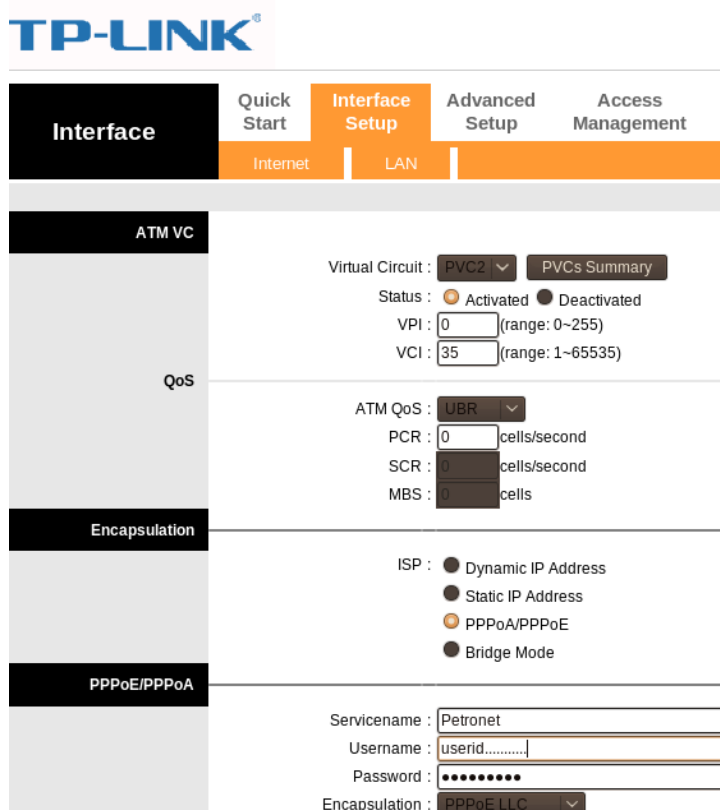 TP-LINK®
Interface
Quick Start
Interface Setup
Advanced Setup
Access Management
Internet
LAN
ATM VC
Virtual Circuit : PVC2 PVCs Summary
Status : Activated Deactivated
VPI : 0 (range: 0~255)
VCI : 35 (range: 1~65535)
QoS
ATM QoS : UBR
PCR : 0 cells/second
SCR : 0 cells/second
MBS : 0 cells
Encapsulation
ISP : Dynamic IP Address
Static IP Address
PPPoA/PPPoE
Bridge Mode
PPPoE/PPPoA
Servicename : Petronet
Username : userid...........
Password : ●●●●●●●●●
Encapsulation : PPPoE LLC